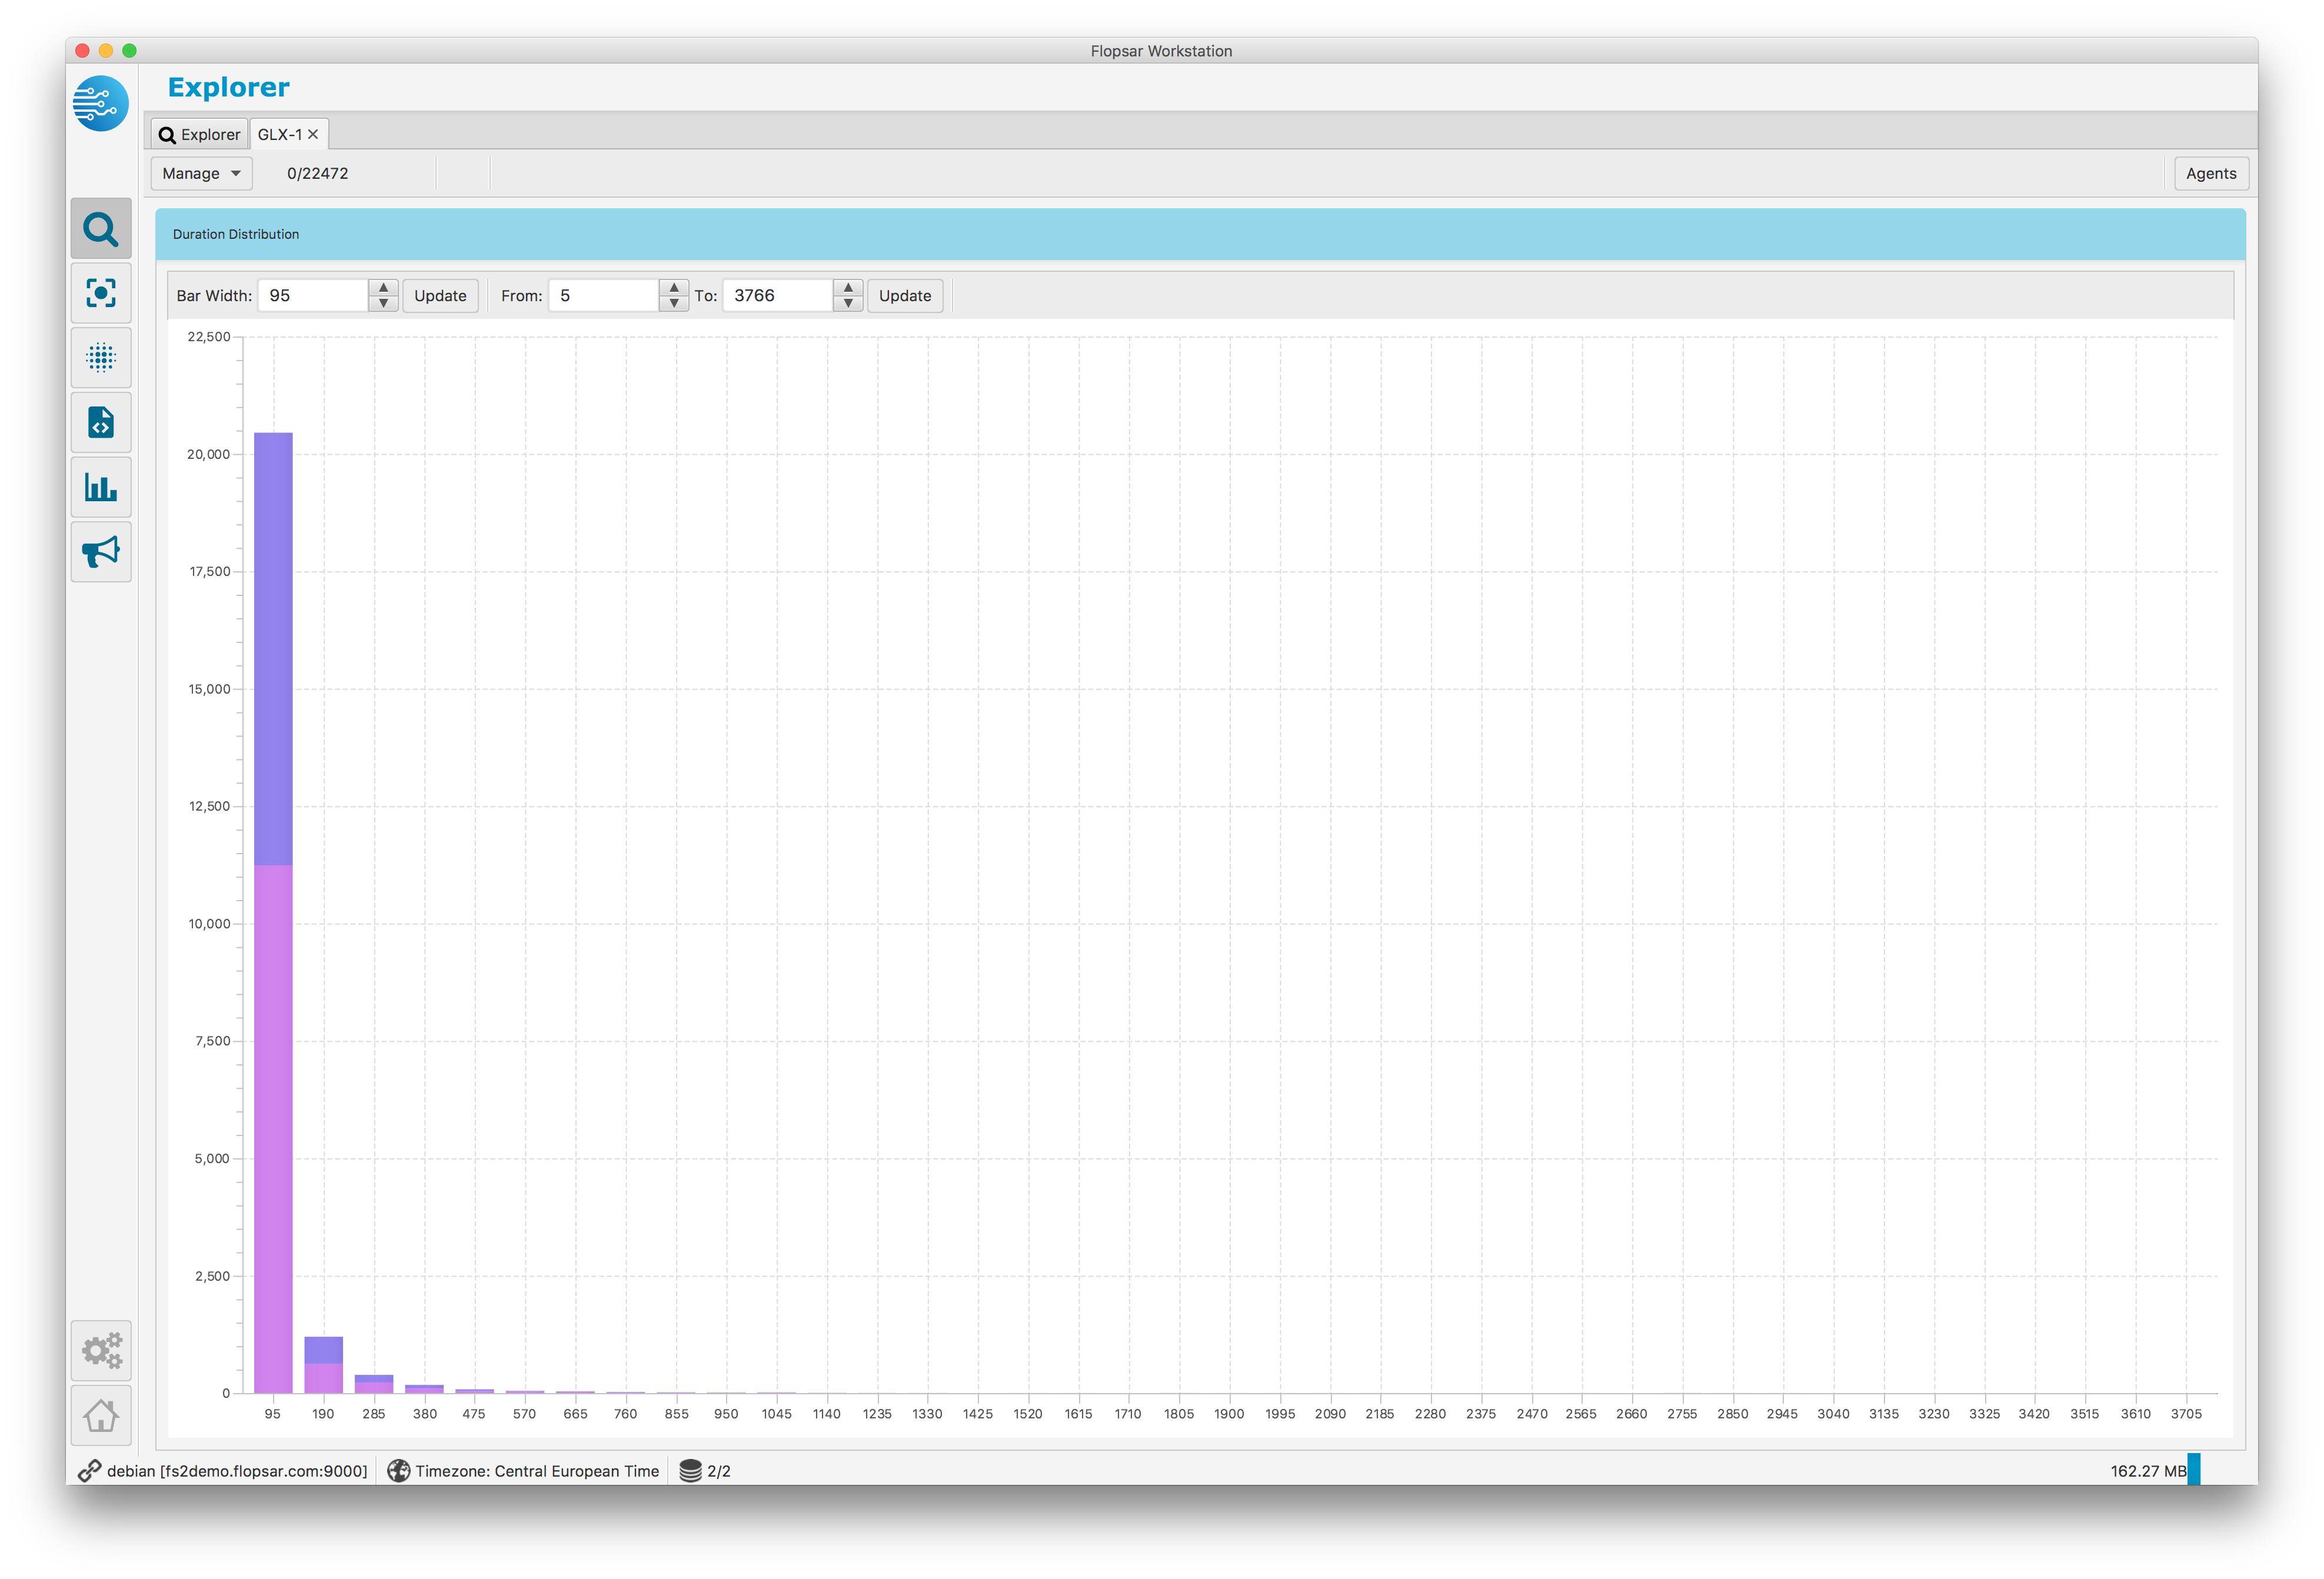 Flopsar Workstation
Explorer
Explorer GLX-1
Manage 0/22472 Agents
Duration Distribution
Bar Width: 95 Update From: 5 To: 3766 Update
22,500
20,000
17,500
15,000
12,500
10,000
7,500
5,000
2,500
0
95 190 285 380 475 570 665 760 855 950 1045 1140 1235 1330 1425 1520 1615 1710 1805 1900 1995 2090 2185 2280 2375 2470 2565 2660 2755 2850 2945 3040 3135 3230 3325 3420 3515 3610 3705
debian [fs2demo.flopsar.com:9000] Timezone: Central European Time 2/2 162.27 MB